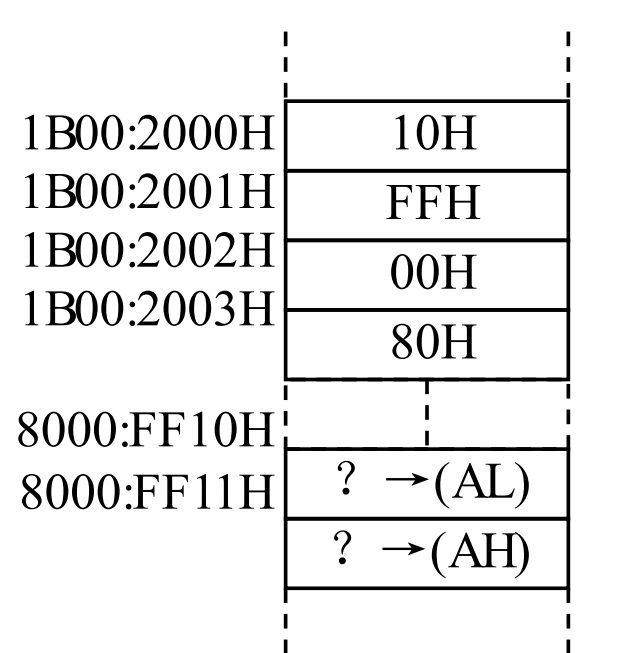 1B00:2000H 10H
1B00:2001H FFH
1B00:2002H 00H
1B00:2003H 80H
8000:FF10H ? →(AL)
8000:FF11H ? →(AH)